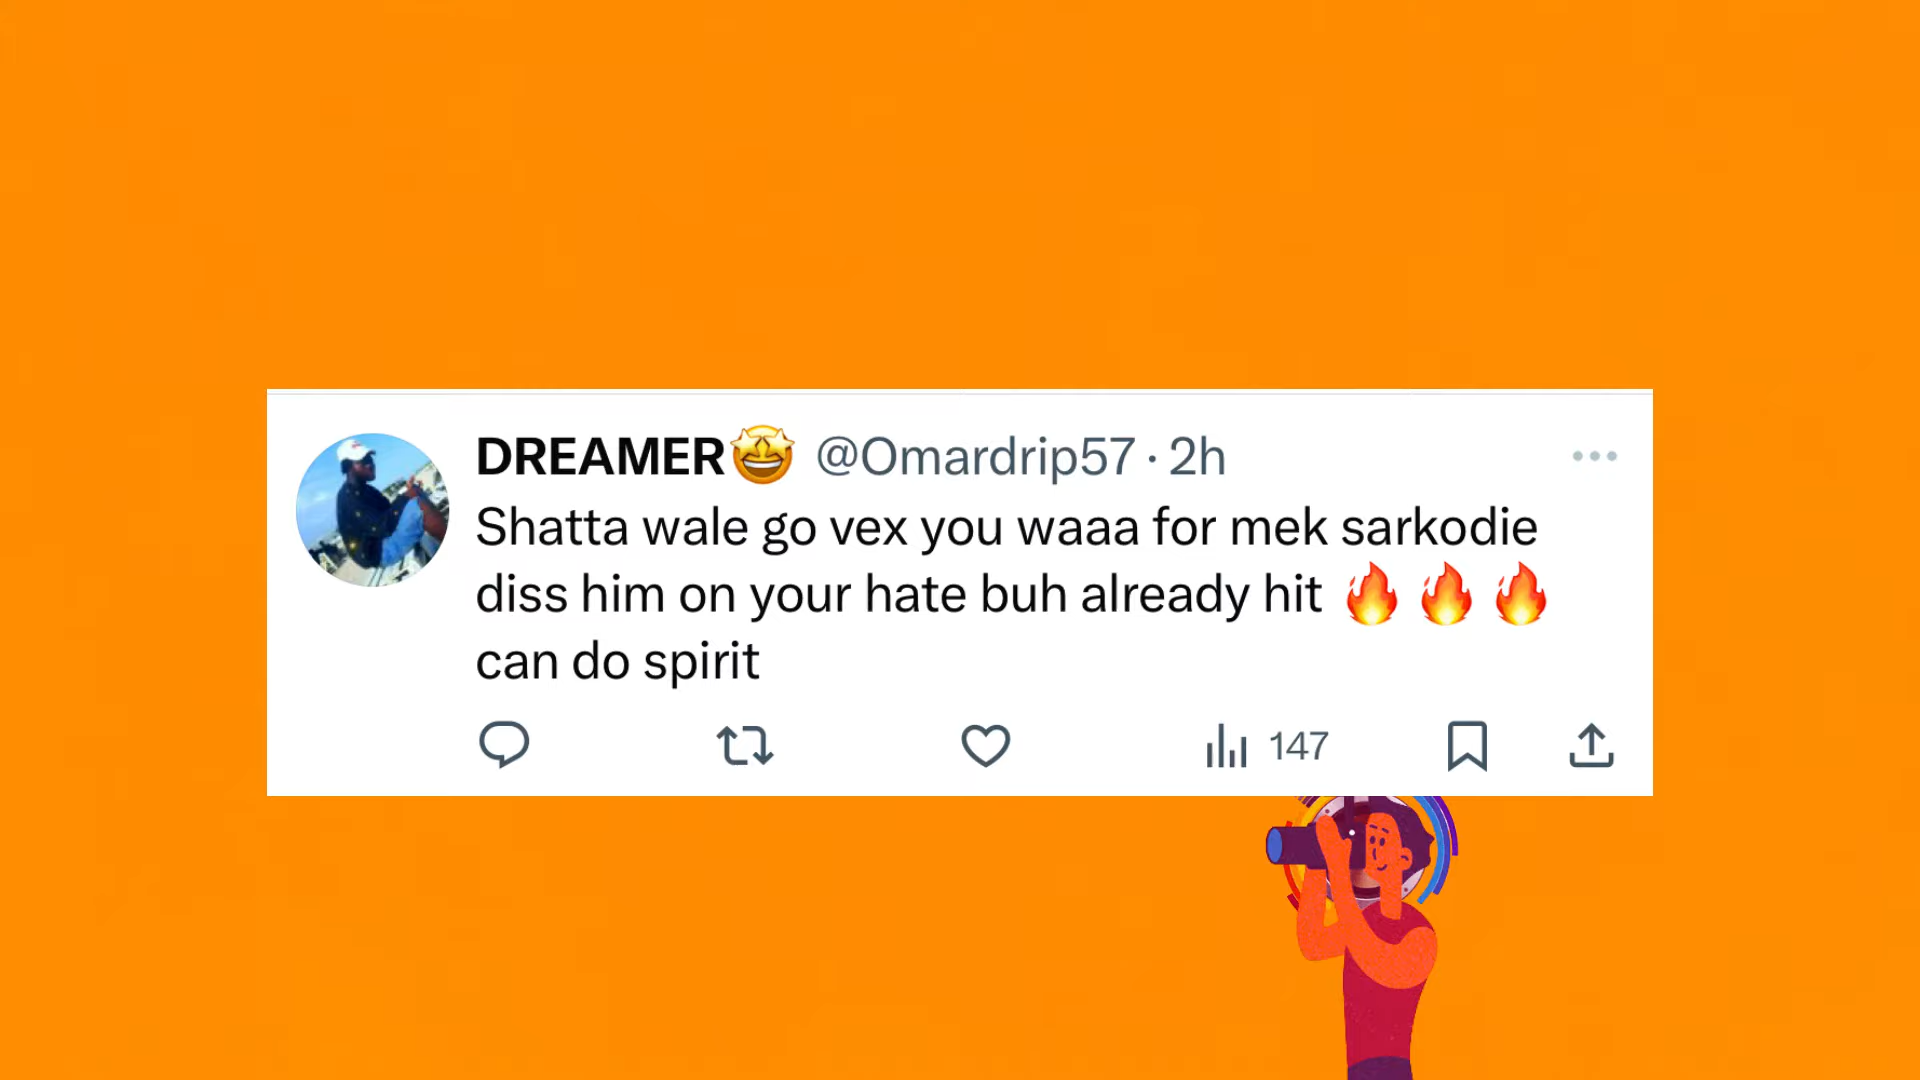 DREAMER🤩 @Omardrip57 · 2h
Shatta wale go vex you waaa for mek sarkodie
diss him on your hate buh already hit 🔥 🔥 🔥
can do spirit
147